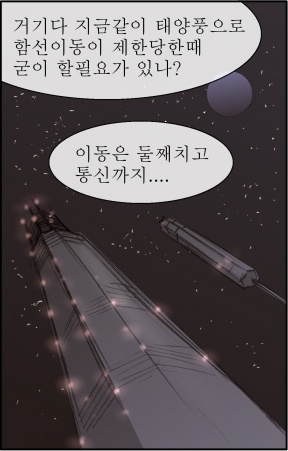 거기다 지금같이 태양풍으로
함선이동이 제한당한때
굳이 할필요가 있나?
이동은 둘째치고
통신까지....